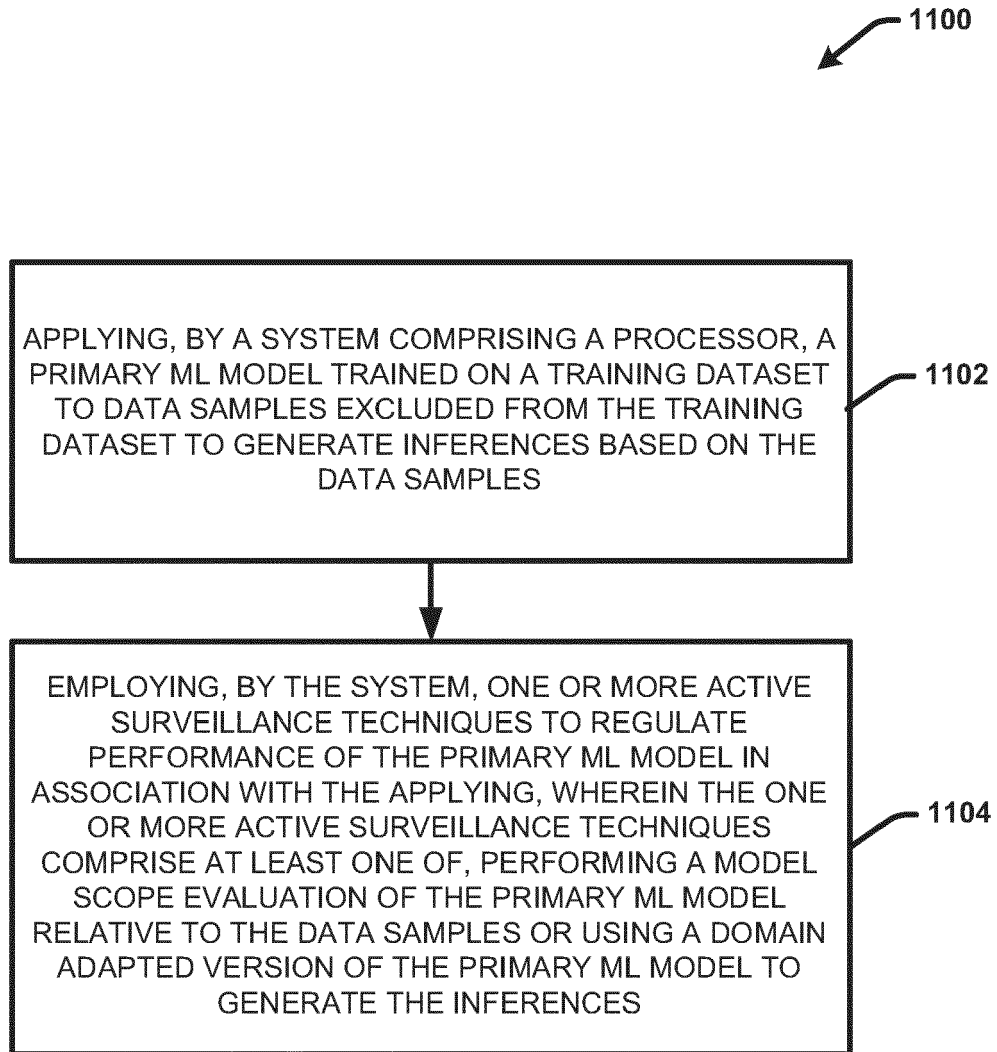 1100
APPLYING, BY A SYSTEM COMPRISING A PROCESSOR, A
PRIMARY ML MODEL TRAINED ON A TRAINING DATASET
TO DATA SAMPLES EXCLUDED FROM THE TRAINING
DATASET TO GENERATE INFERENCES BASED ON THE
DATA SAMPLES
1102
EMPLOYING, BY THE SYSTEM, ONE OR MORE ACTIVE
SURVEILLANCE TECHNIQUES TO REGULATE
PERFORMANCE OF THE PRIMARY ML MODEL IN
ASSOCIATION WITH THE APPLYING, WHEREIN THE ONE
OR MORE ACTIVE SURVEILLANCE TECHNIQUES
COMPRISE AT LEAST ONE OF, PERFORMING A MODEL
SCOPE EVALUATION OF THE PRIMARY ML MODEL
RELATIVE TO THE DATA SAMPLES OR USING A DOMAIN
ADAPTED VERSION OF THE PRIMARY ML MODEL TO
GENERATE THE INFERENCES
1104